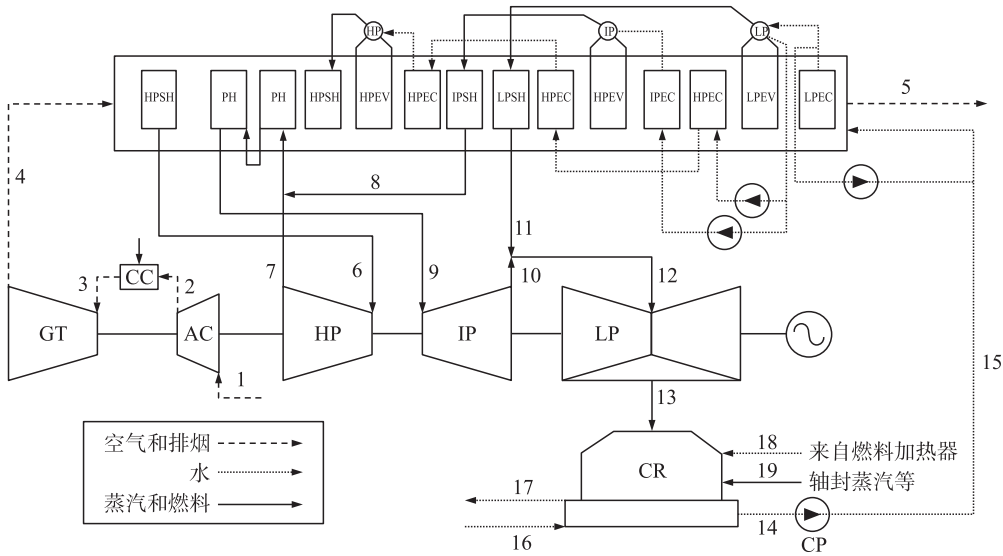 HP
IP
LP
HPSH
PH
PH
HPSH
HPEV
HPEC
IPSH
LPSH
HPEC
HPEV
IPEC
HPEC
LPEV
LPEC
5
4
8
11
3
CC
2
7
6
9
10
12
GT
AC
HP
IP
LP
1
13
15
空气和排烟
水
蒸汽和燃料
CR
18
来自燃料加热器
19
轴封蒸汽等
17
16
14
CP